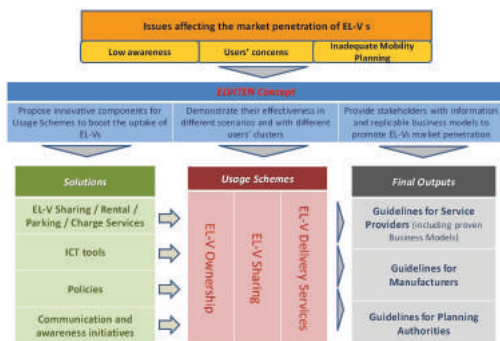 Issues affecting the market penetration of EL-V s
Low awareness
Users' concerns
Inadequate Mobility
Planning
ELVITEN Concept
Propose innovative components for
Usage Schemes to boost the uptake of
EL-Vs
Demonstrate their effectiveness in
different scenarios and with different
users' clusters
Provide stakeholders with information
and replicable business models to
promote EL-Vs market penetration
Solutions
EL-V Sharing / Rental /
Parking / Charge Services
ICT tools
Policies
Communication and
awareness initiatives
Usage Schemes
EL-V Ownership
EL-V Sharing
EL-V Delivery Services
Final Outputs
Guidelines for Service
Providers (including proven
Business Models)
Guidelines for
Manufacturers
Guidelines for Planning
Authorities